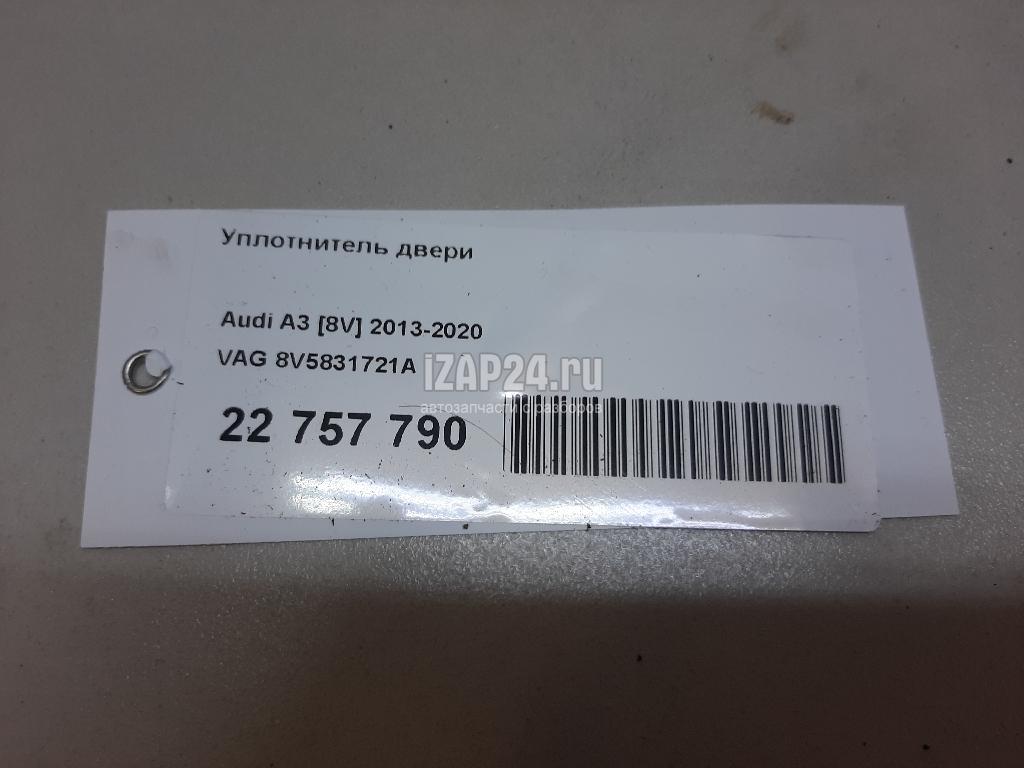 Уплотнитель двери
Audi A3 [8V] 2013-2020
VAG 8V5831721A
iZAP24.ru
автозапчасти с разборов
22 757 790